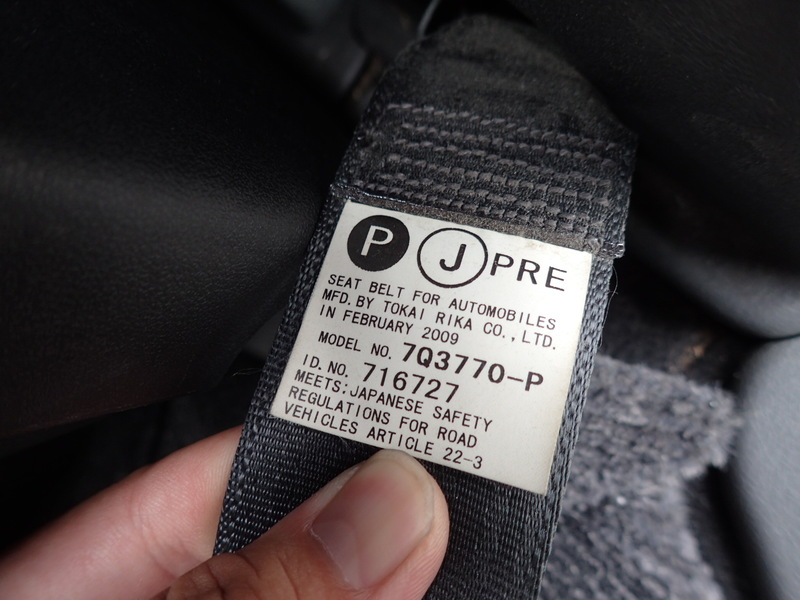 P J PRE
SEAT BELT FOR AUTOMOBILES
MFD. BY TOKAI RIKA CO., LTD.
IN FEBRUARY 2009
MODEL NO. 7Q3770-P
ID. NO. 716727
MEETS; JAPANESE SAFETY
REGULATIONS FOR ROAD
VEHICLES ARTICLE 22-3